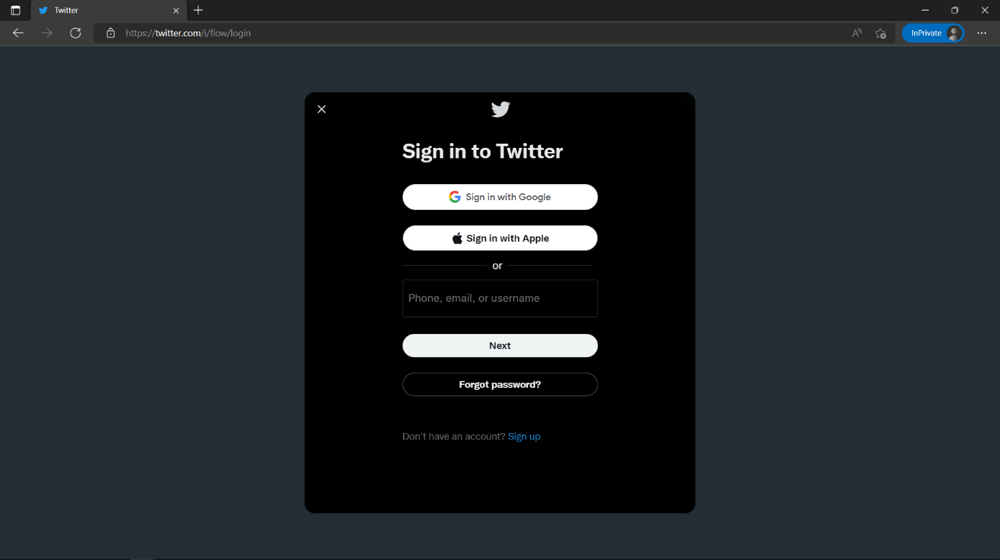 Twitter
https://twitter.com/i/flow/login
InPrivate
Sign in to Twitter
Sign in with Google
Sign in with Apple
or
Phone, email, or username
Next
Forgot password?
Don't have an account? Sign up